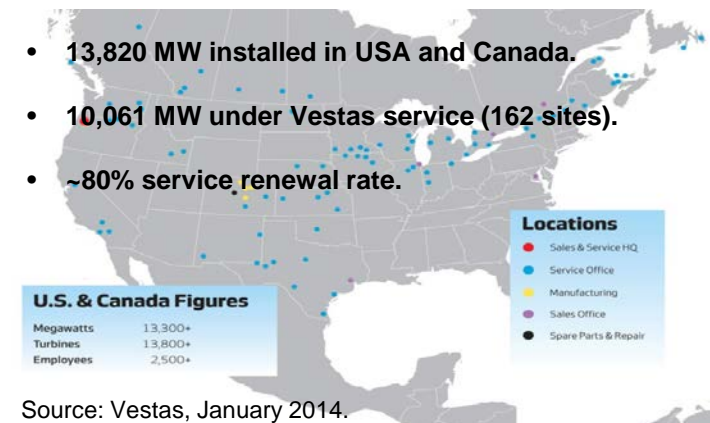 • 13,820 MW installed in USA and Canada.
• 10,061 MW under Vestas service (162 sites).
• ~80% service renewal rate.
Locations
Sales & Service HQ
Service Office
Manufacturing
Sales Office
Spare Parts & Repair
U.S. & Canada Figures
Megawatts 13,300+
Turbines 13,800+
Employees 2,500+
Source: Vestas, January 2014.